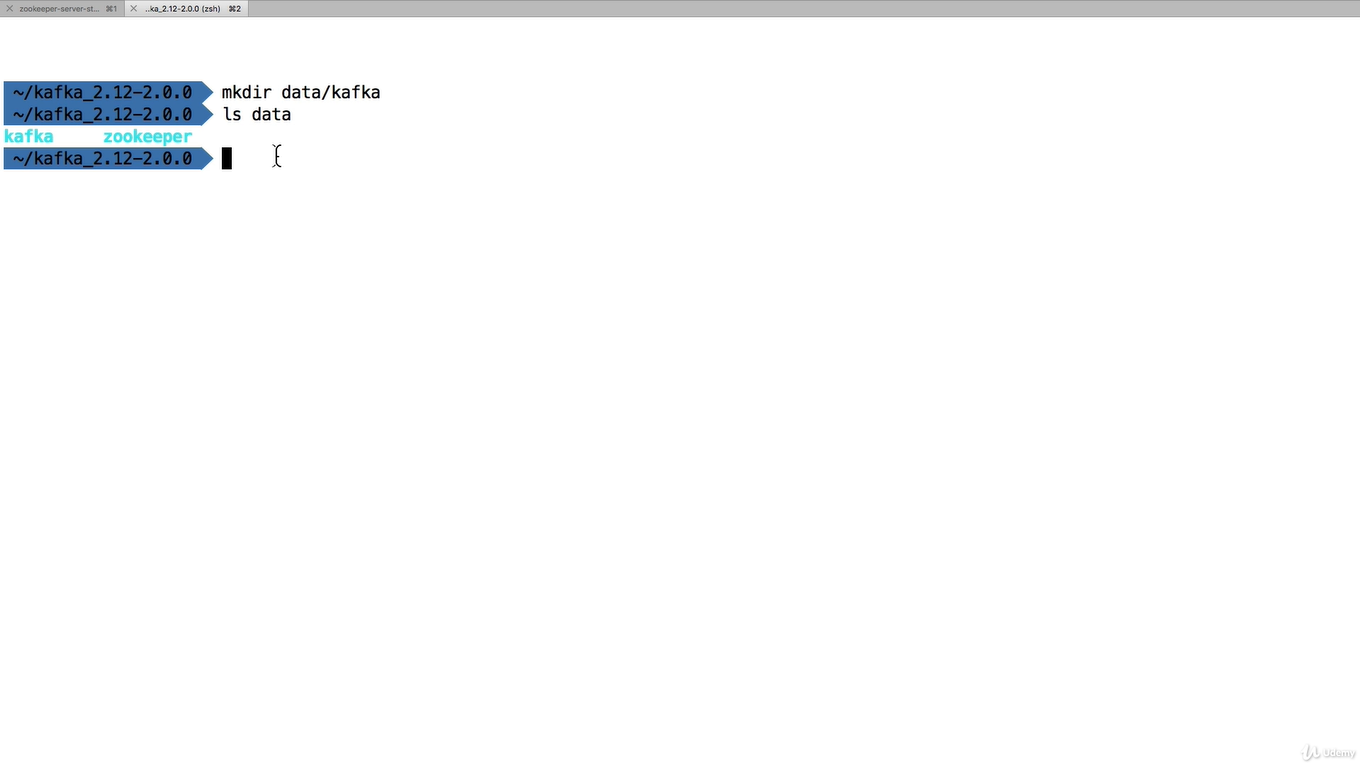 zookeeper-server-st... ⌘1 ..ka_2.12-2.0.0 (zsh) ⌘2
~/kafka_2.12-2.0.0 mkdir data/kafka
~/kafka_2.12-2.0.0 ls data
kafka zookeeper
~/kafka_2.12-2.0.0
Udemy